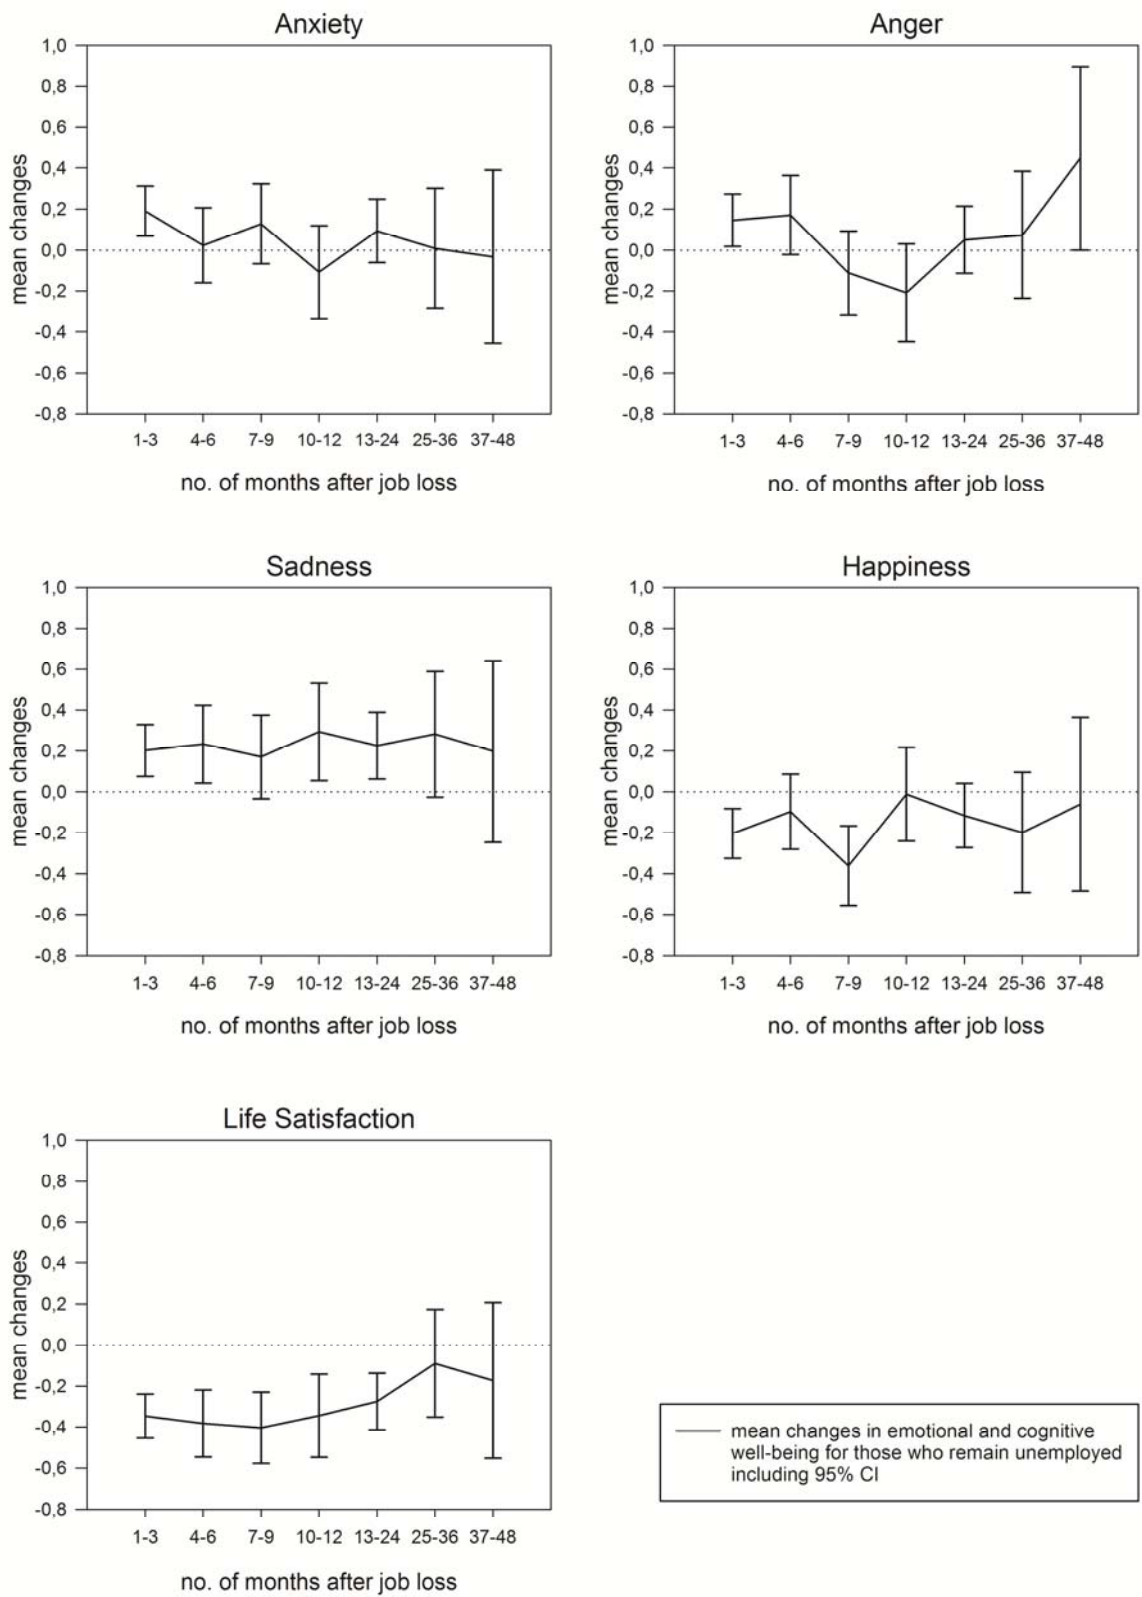 Anxiety
1,0
0,8
0,6
0,4
0,2
0,0
-0,2
-0,4
-0,6
-0,8
mean changes
1-3 4-6 7-9 10-12 13-24 25-36 37-48
no. of months after job loss
Anger
1,0
0,8
0,6
0,4
0,2
0,0
-0,2
-0,4
-0,6
-0,8
mean changes
1-3 4-6 7-9 10-12 13-24 25-36 37-48
no. of months after job loss
Sadness
1,0
0,8
0,6
0,4
0,2
0,0
-0,2
-0,4
-0,6
-0,8
mean changes
1-3 4-6 7-9 10-12 13-24 25-36 37-48
no. of months after job loss
Happiness
1,0
0,8
0,6
0,4
0,2
0,0
-0,2
-0,4
-0,6
-0,8
mean changes
1-3 4-6 7-9 10-12 13-24 25-36 37-48
no. of months after job loss
Life Satisfaction
1,0
0,8
0,6
0,4
0,2
0,0
-0,2
-0,4
-0,6
-0,8
mean changes
1-3 4-6 7-9 10-12 13-24 25-36 37-48
no. of months after job loss
mean changes in emotional and cognitive
well-being for those who remain unemployed
including 95% CI